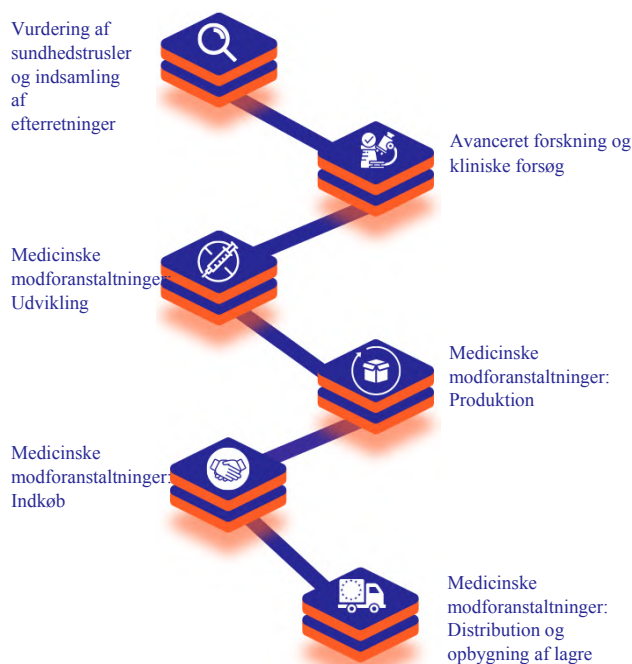 Vurdering af
sundhedstrusler
og indsamling
af
efterretninger
Avanceret forskning og
kliniske forsøg
Medicinske
modforanstaltninger:
Udvikling
Medicinske
modforanstaltninger:
Produktion
Medicinske
modforanstaltninger:
Indkøb
Medicinske
modforanstaltninger:
Distribution og
opbygning af lagre